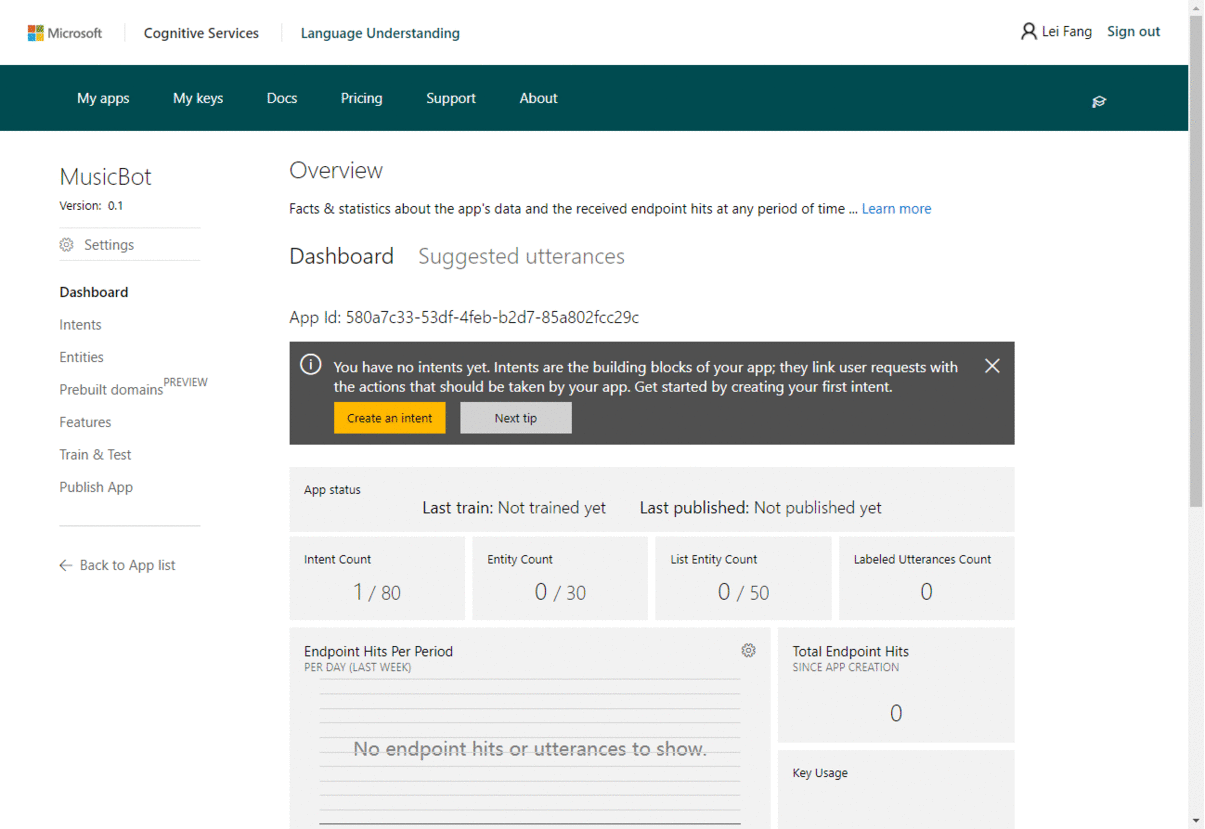 Microsoft Cognitive Services Language Understanding Lei Fang Sign out
My apps My keys Docs Pricing Support About
MusicBot
Version: 0.1
Settings
Dashboard
Intents
Entities
Prebuilt domains PREVIEW
Features
Train & Test
Publish App
Back to App list
Overview
Facts & statistics about the app's data and the received endpoint hits at any period of time ... Learn more
Dashboard Suggested utterances
App Id: 580a7c33-53df-4feb-b2d7-85a802fcc29c
You have no intents yet. Intents are the building blocks of your app; they link user requests with
the actions that should be taken by your app. Get started by creating your first intent.
Create an intent Next tip
App status
Last train: Not trained yet Last published: Not published yet
Intent Count Entity Count List Entity Count Labeled Utterances Count
1 / 80 0 / 30 0 / 50 0
Endpoint Hits Per Period
PER DAY (LAST WEEK)
No endpoint hits or utterances to show.
Total Endpoint Hits
SINCE APP CREATION
0
Key Usage